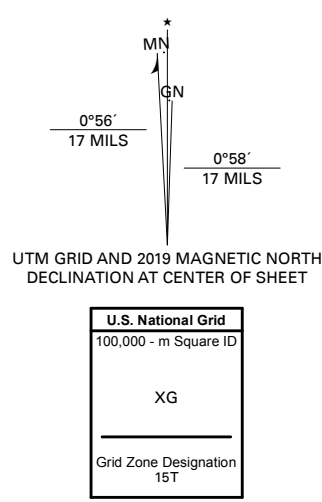 ★
MN
GN
0°56´
17 MILS
0°58´
17 MILS
UTM GRID AND 2019 MAGNETIC NORTH
DECLINATION AT CENTER OF SHEET
U.S. National Grid
100,000 - m Square ID
XG
Grid Zone Designation
15T